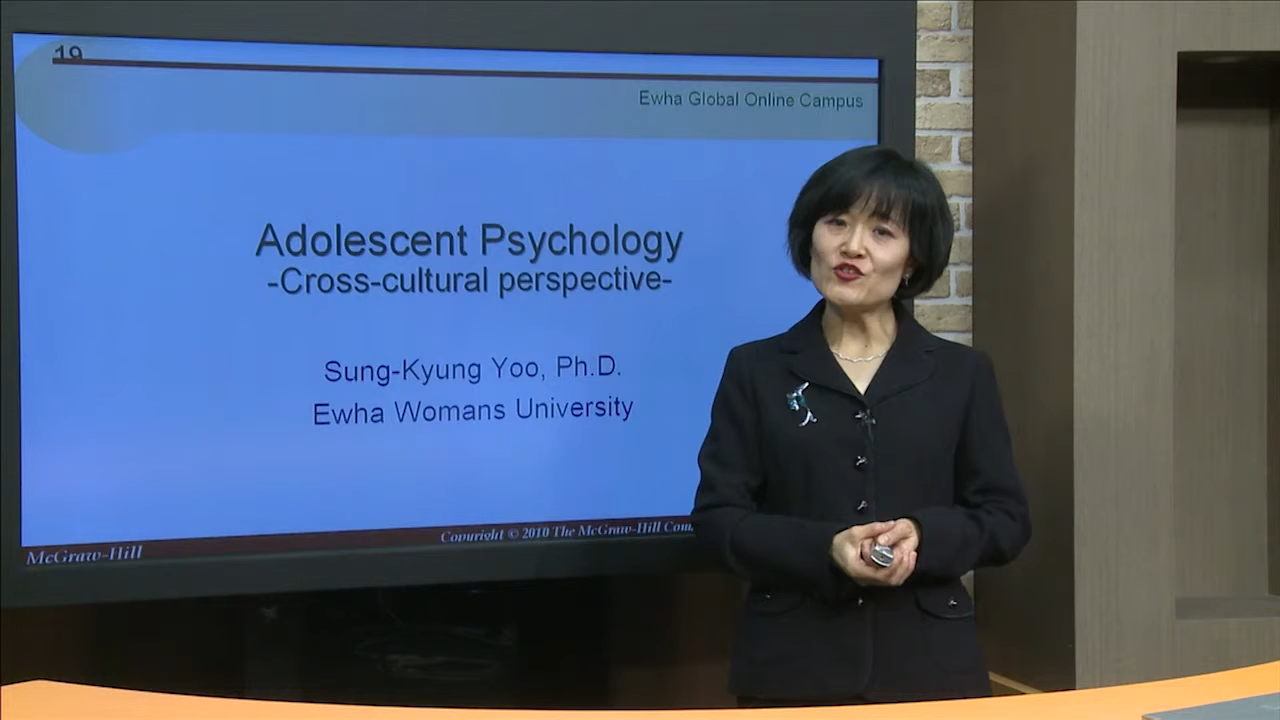 19
Ewha Global Online Campus
Adolescent Psychology
-Cross-cultural perspective-
Sung-Kyung Yoo, Ph.D.
Ewha Womans University
Copyright © 2010 The McGraw-Hill
McGraw-Hill